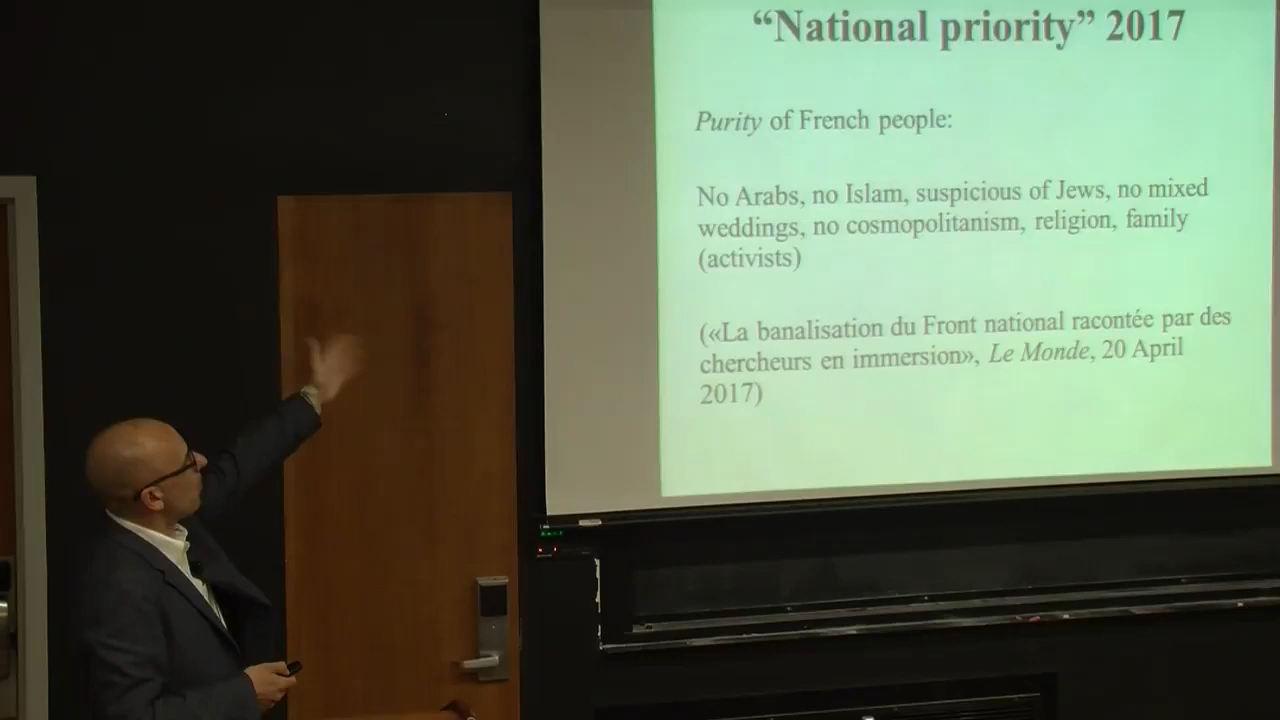 “National priority” 2017
Purity of French people:
No Arabs, no Islam, suspicious of Jews, no mixed
weddings, no cosmopolitanism, religion, family
(activists)
(«La banalisation du Front national racontée par des
chercheurs en immersion», Le Monde, 20 April
2017)